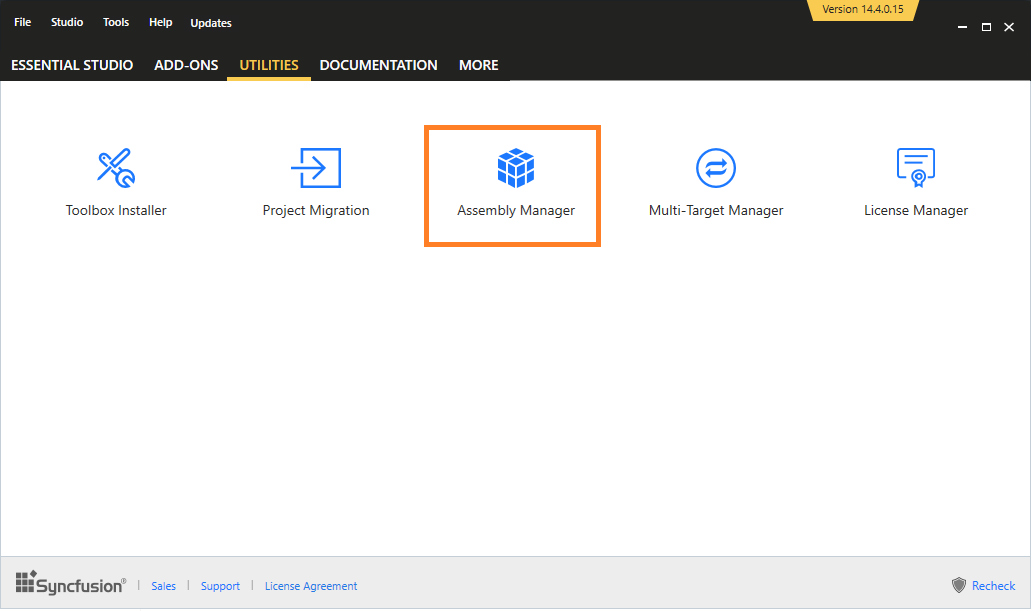 Version 14.4.0.15
File Studio Tools Help Updates
ESSENTIAL STUDIO ADD-ONS UTILITIES DOCUMENTATION MORE
Toolbox Installer Project Migration Assembly Manager Multi-Target Manager License Manager
Syncfusion® | Sales | Support | License Agreement Recheck